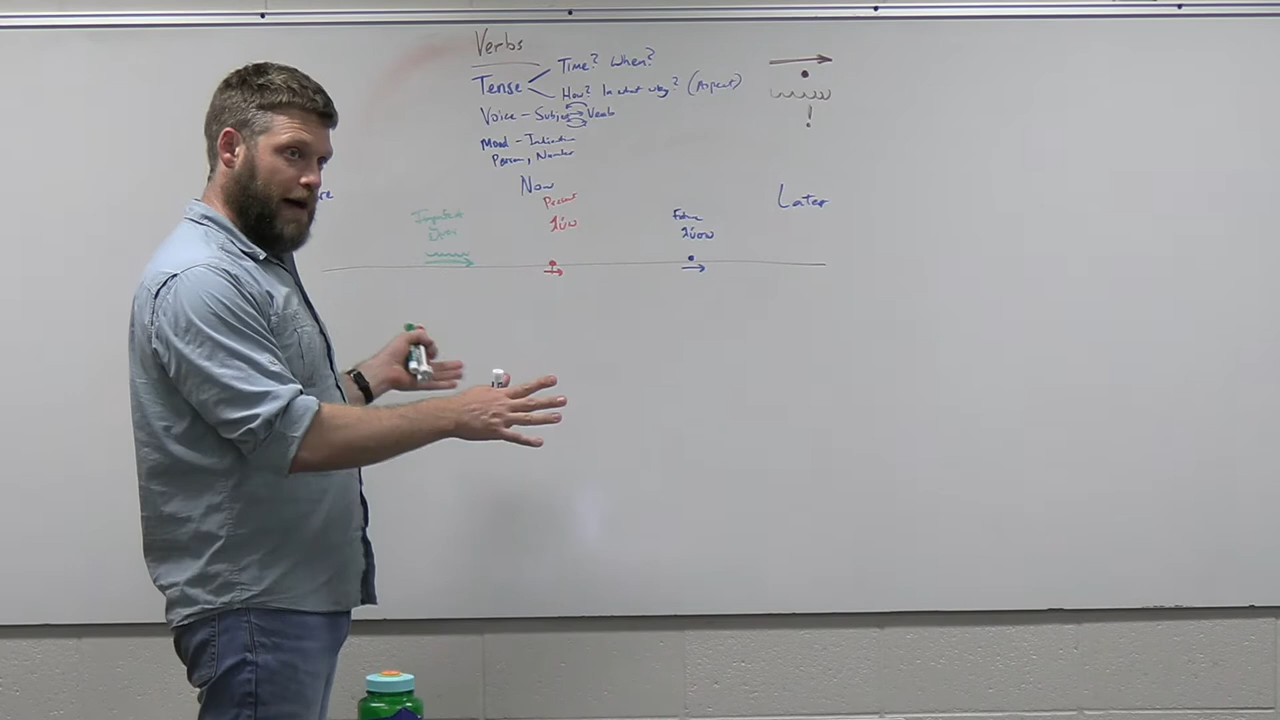 Verbs
Tense
Time? When?
How? In what way? (Aspect)
Voice - Subject Verb
Mood - Indicative
Person, Number
Now
Later
Present
λύω
Future
λύσω
Imperfect
ἔλυον
!